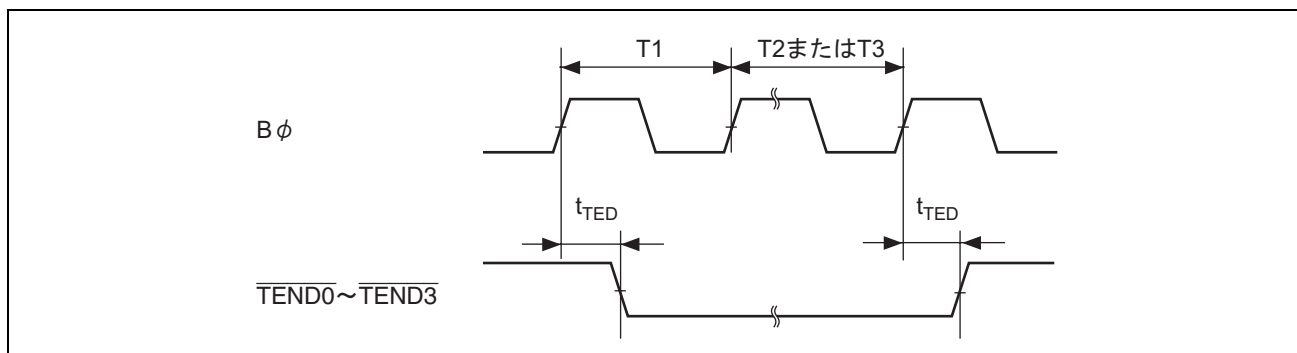 T1
T2またはT3
Bφ
tTED
tTED
TEND0～TEND3